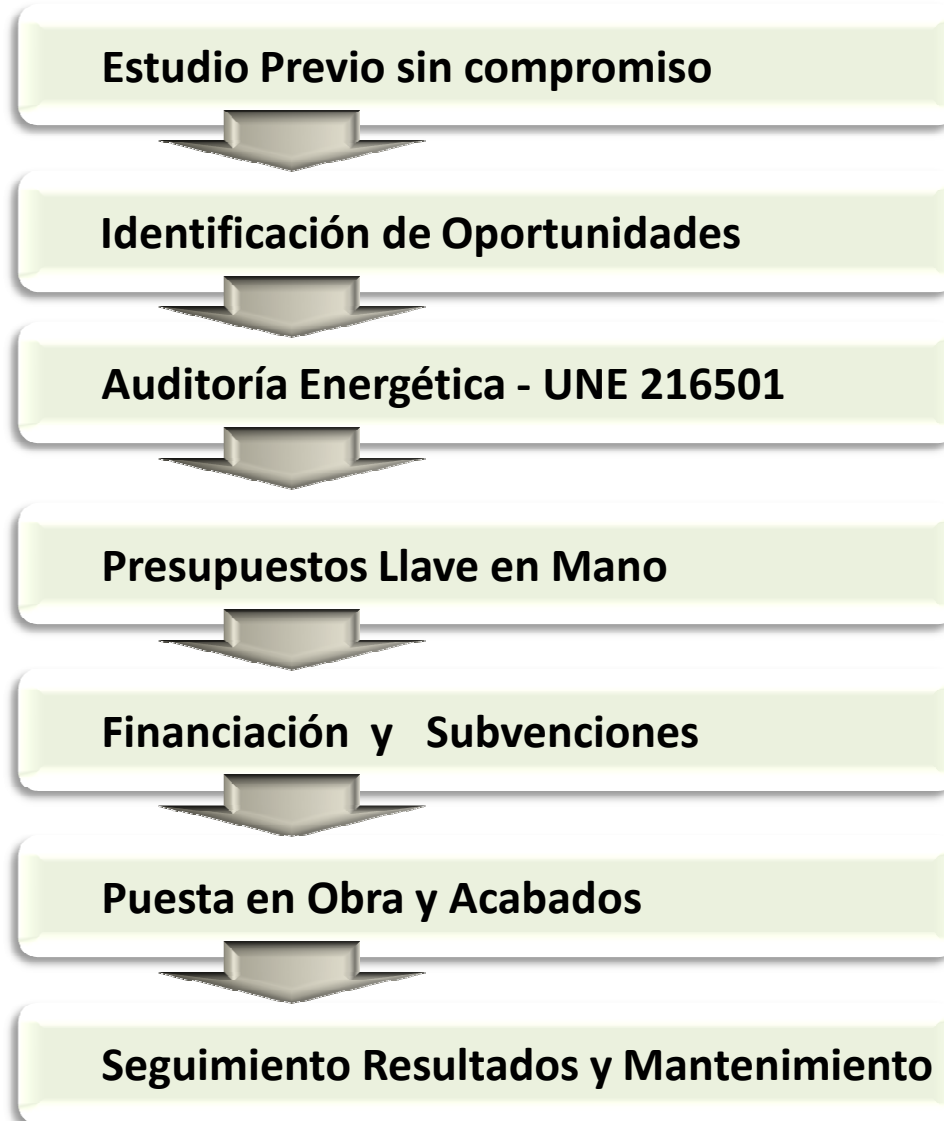 Estudio Previo sin compromiso
Identificación de Oportunidades
Auditoría Energética - UNE 216501
Presupuestos Llave en Mano
Financiación y Subvenciones
Puesta en Obra y Acabados
Seguimiento Resultados y Mantenimiento